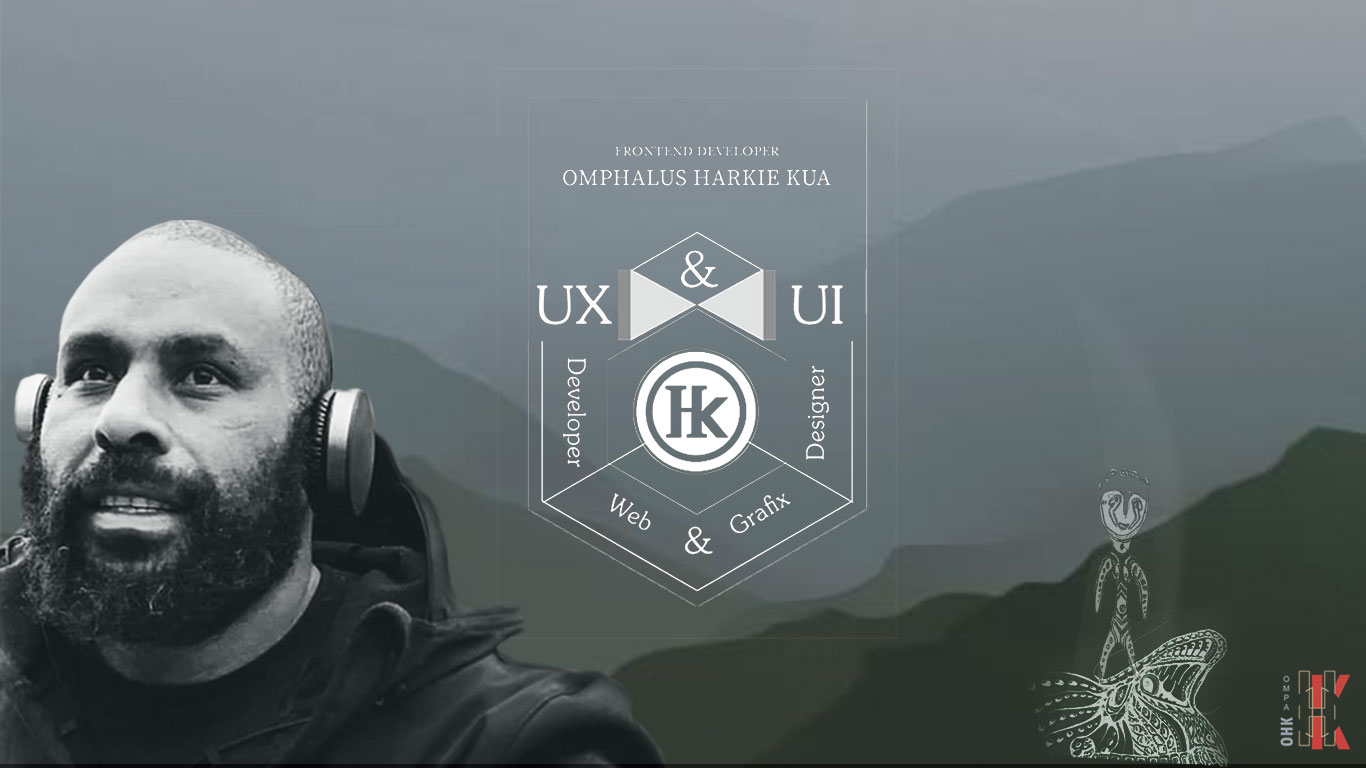 FRONTEND DEVELOPER
OMPHALUS HARKIE KUA
&
UX
UI
Developer
Hk
Designer
Web
&
Grafix
OMPA
OHK
K